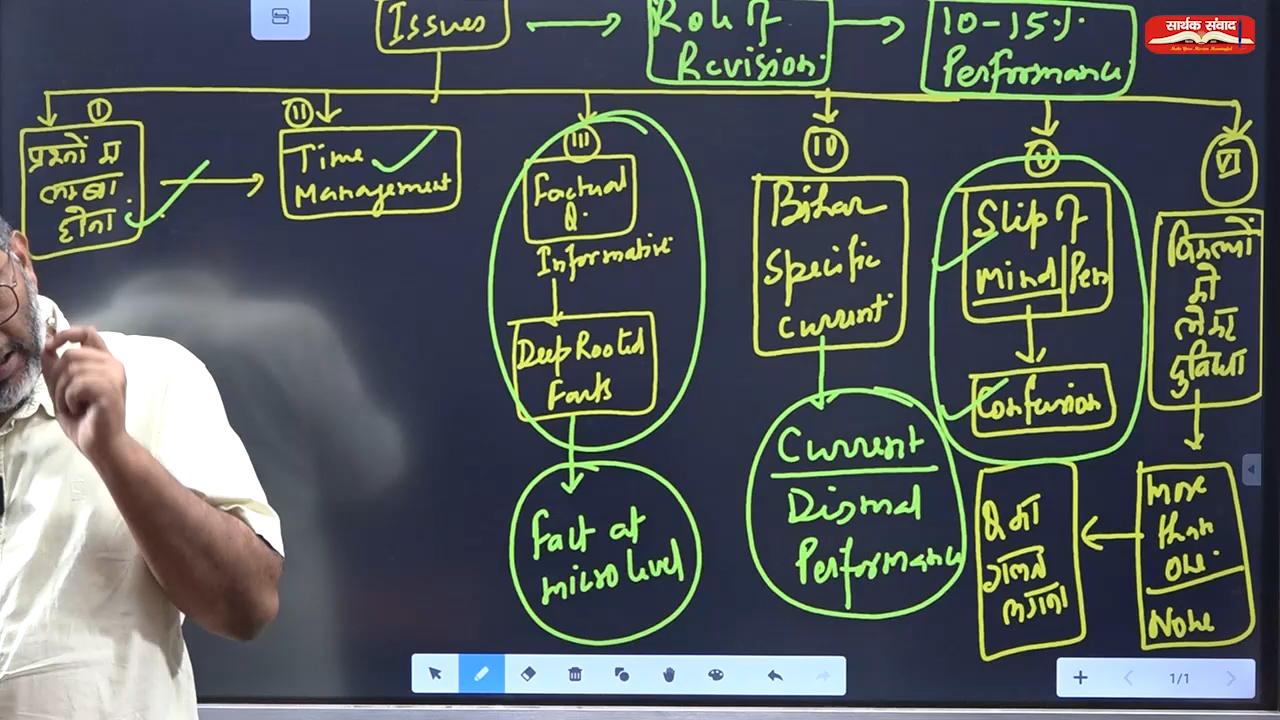 Issues
Role of
Revision
10-15%
Performance
सार्थक संवाद
I
प्रश्नों का
लम्बा
होना
II
Time
Management
III
Factual
Q.
Informative
Deep Rooted
Facts
Fact at
micro level
IV
Bihar
Specific
Current
Current
Dismal
Performance
V
Slip of
Mind/Pen
Confusion
VI
विकल्पों
को
लेकर
दुविधा
More
than
one.
None
Q का
गलत
लगना
1/1